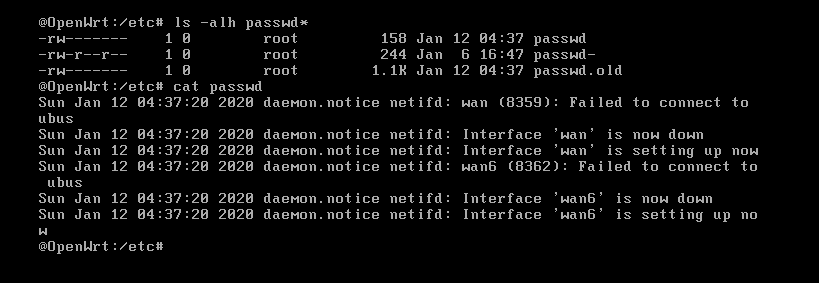 @OpenWrt:/etc# ls -alh passwd*
-rw-------    1 0        root         158 Jan 12 04:37 passwd
-rw-r--r--    1 0        root         244 Jan  6 16:47 passwd-
-rw-------    1 0        root        1.1K Jan 12 04:37 passwd.old
@OpenWrt:/etc# cat passwd
Sun Jan 12 04:37:20 2020 daemon.notice netifd: wan (8359): Failed to connect to
ubus
Sun Jan 12 04:37:20 2020 daemon.notice netifd: Interface 'wan' is now down
Sun Jan 12 04:37:20 2020 daemon.notice netifd: Interface 'wan' is setting up now
Sun Jan 12 04:37:20 2020 daemon.notice netifd: wan6 (8362): Failed to connect to
 ubus
Sun Jan 12 04:37:20 2020 daemon.notice netifd: Interface 'wan6' is now down
Sun Jan 12 04:37:20 2020 daemon.notice netifd: Interface 'wan6' is setting up no
w
@OpenWrt:/etc#